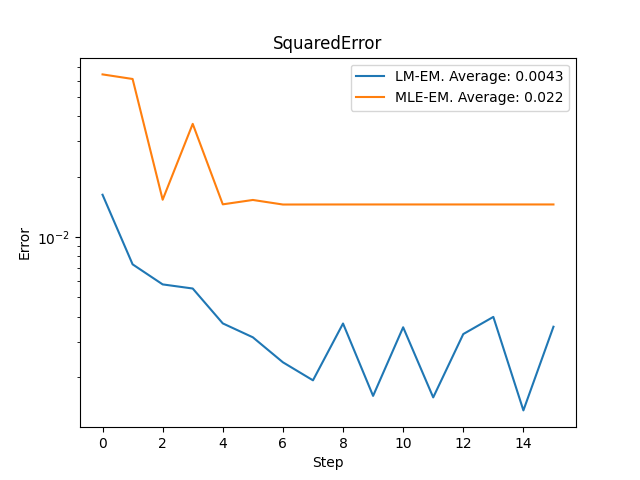 SquaredError
LM-EM. Average: 0.0043
MLE-EM. Average: 0.022
Error
10⁻²
0 2 4 6 8 10 12 14
Step